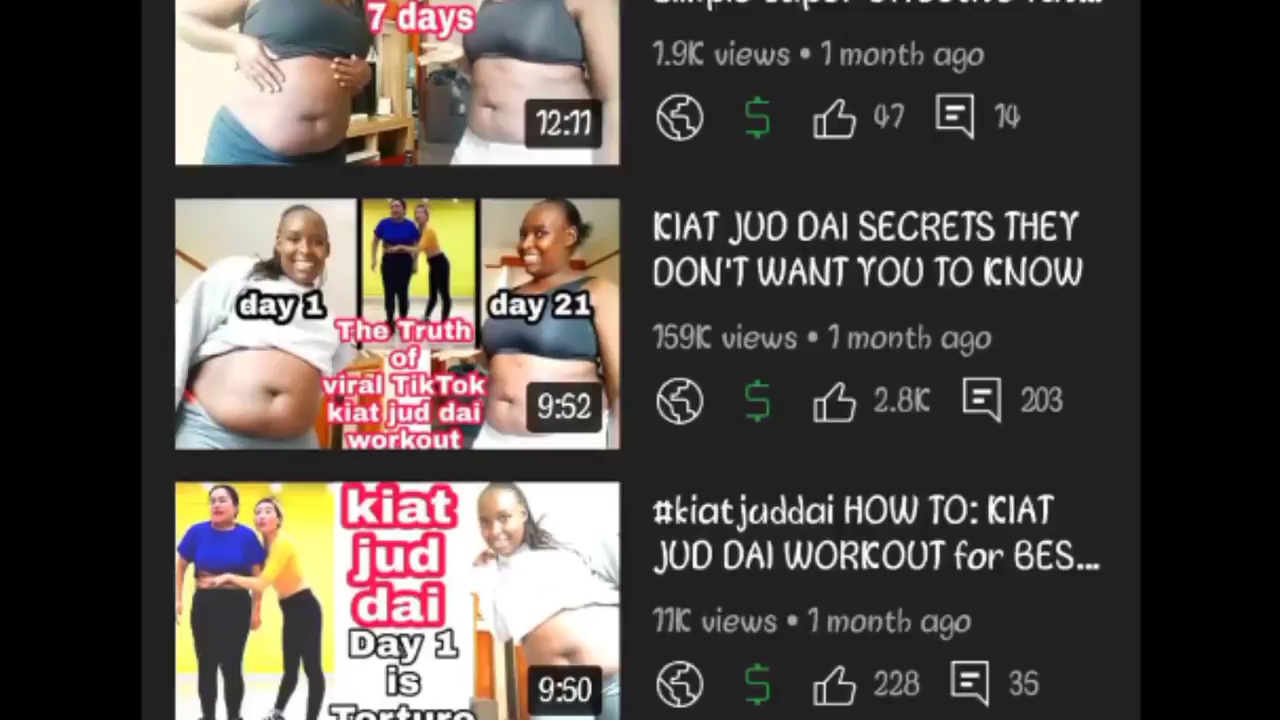 7 days
12:11
1.9K views • 1 month ago
47
14
day 1
day 21
The Truth
of
viral TikTok
kiat jud dai
workout
9:52
KIAT JUD DAI SECRETS THEY
DON'T WANT YOU TO KNOW
159K views • 1 month ago
2.8K
203
kiat
jud
dai
Day 1
is
Torture
9:50
#kiatjuddai HOW TO: KIAT
JUD DAI WORKOUT for BES...
11K views • 1 month ago
228
35